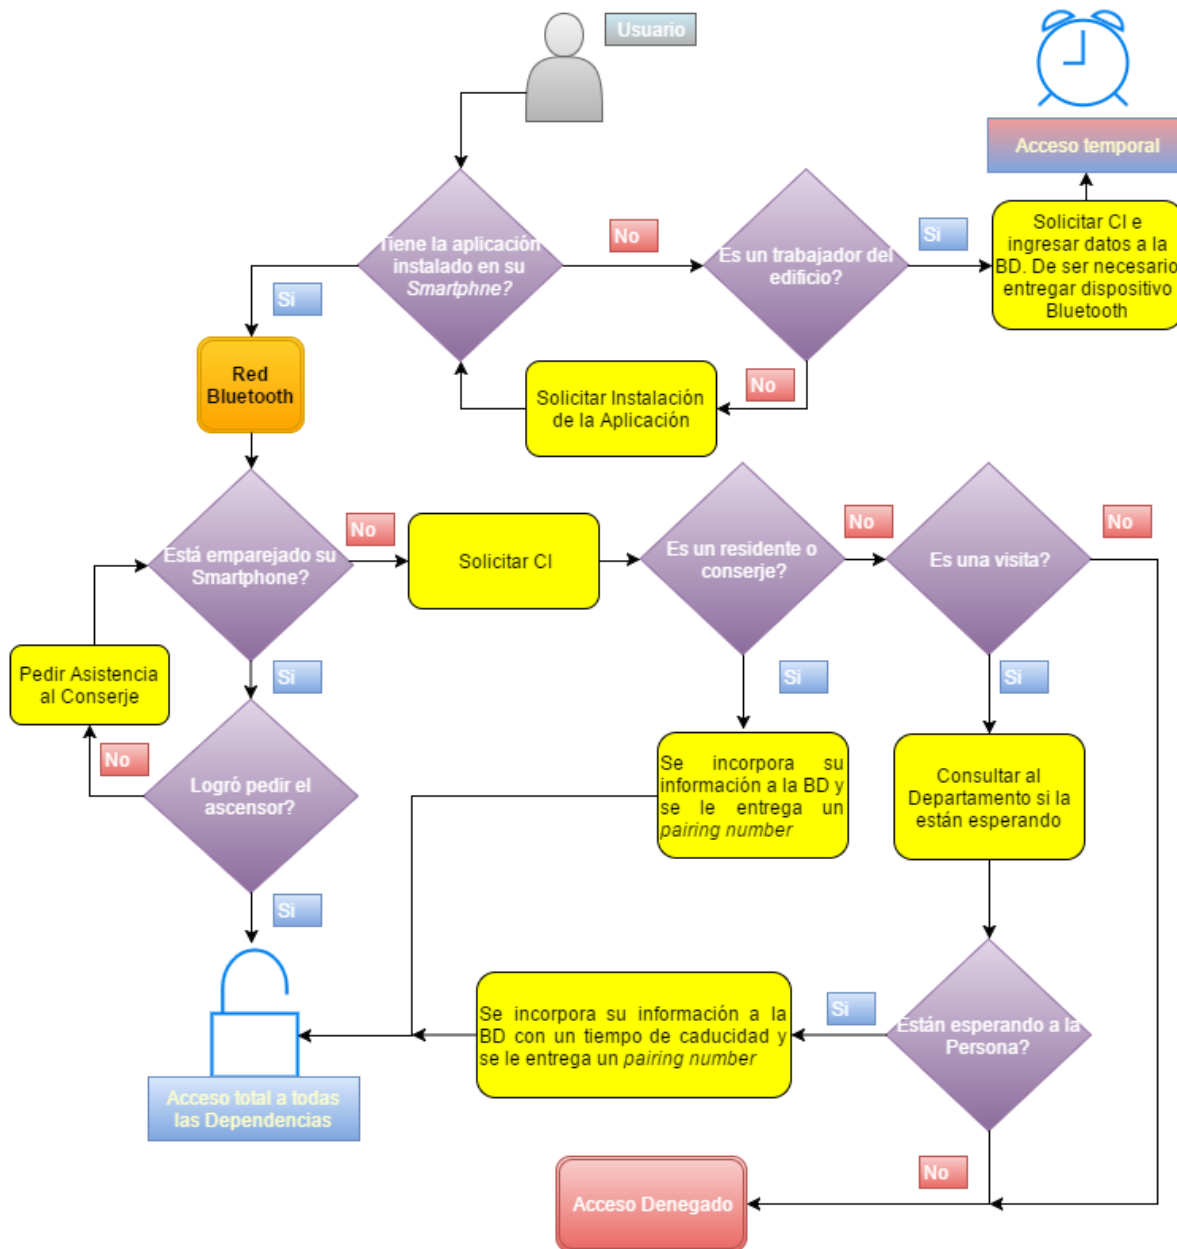 Usuario
Acceso temporal
Tiene la aplicación
instalado en su
Smartphne?
No
Es un trabajador del
edificio?
Si
Solicitar CI e
ingresar datos a la
BD. De ser necesario
entregar dispositivo
Bluetooth
Si
Red
Bluetooth
Solicitar Instalación
de la Aplicación
No
Está emparejado su
Smartphone?
No
Solicitar CI
Es un residente o
conserje?
No
Es una visita?
No
Pedir Asistencia
al Conserje
Si
Si
Si
No
Logró pedir el
ascensor?
Se incorpora su
información a la BD y
se le entrega un
pairing number
Consultar al
Departamento si la
están esperando
Si
Se incorpora su información a la
BD con un tiempo de caducidad y
se le entrega un pairing number
Si
Están esperando a la
Persona?
Acceso total a todas
las Dependencias
No
Acceso Denegado